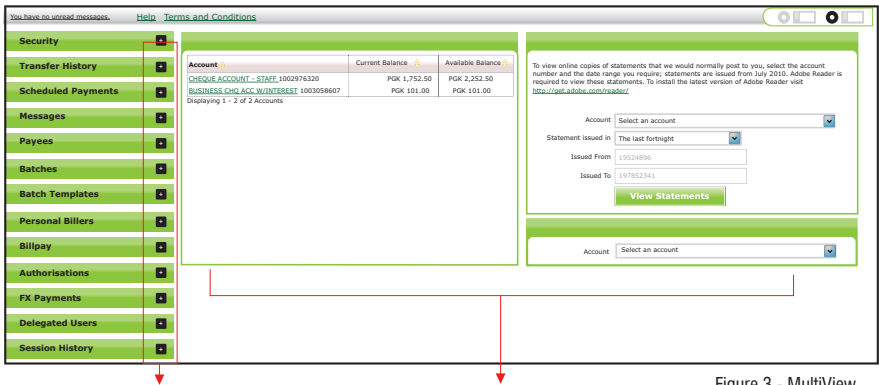 You have no unread messages. Help Terms and Conditions
Security
Transfer History
Scheduled Payments
Messages
Payees
Batches
Batch Templates
Personal Billers
Billpay
Authorisations
FX Payments
Delegated Users
Session History
Account Current Balance Available Balance
CHEQUE ACCOUNT - STAFF 1002976320 PGK 1,752.50 PGK 2,252.50
BUSINESS CHQ ACC W/INTEREST 1003058607 PGK 101.00 PGK 101.00
Displaying 1 - 2 of 2 Accounts
To view online copies of statements that we would normally post to you, select the account
number and the date range you require; statements are issued from July 2010. Adobe Reader is
required to view these statements. To install the latest version of Adobe Reader visit
http://get.adobe.com/reader/
Account Select an account
Statement issued in The last fortnight
Issued From 19524896
Issued To 197852341
View Statements
Account Select an account
Figure 3 - MultiView